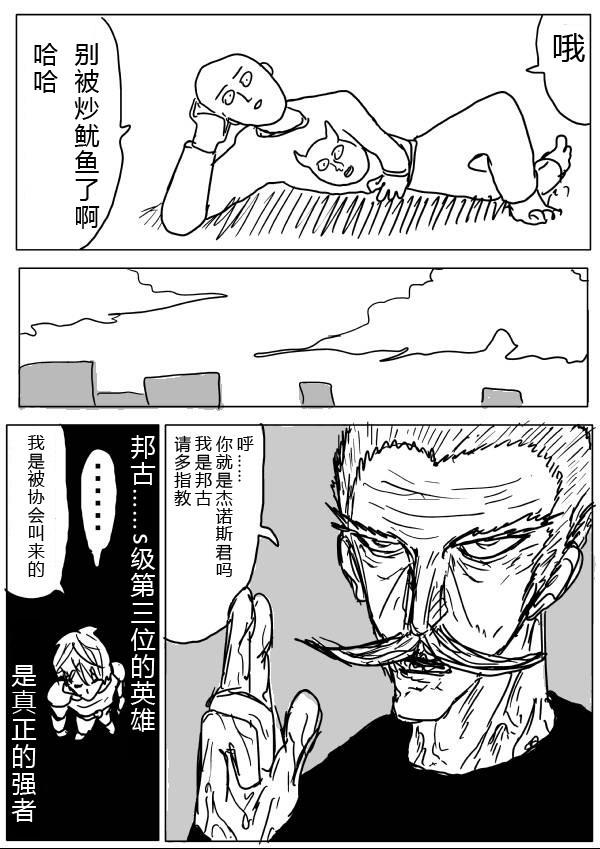 哦
别被炒鱿鱼了啊
哈哈
呼……
你就是杰诺斯君吗
我是邦古
请多指教
邦古……s级第三位的英雄
是真正的强者
……
我是被协会叫来的